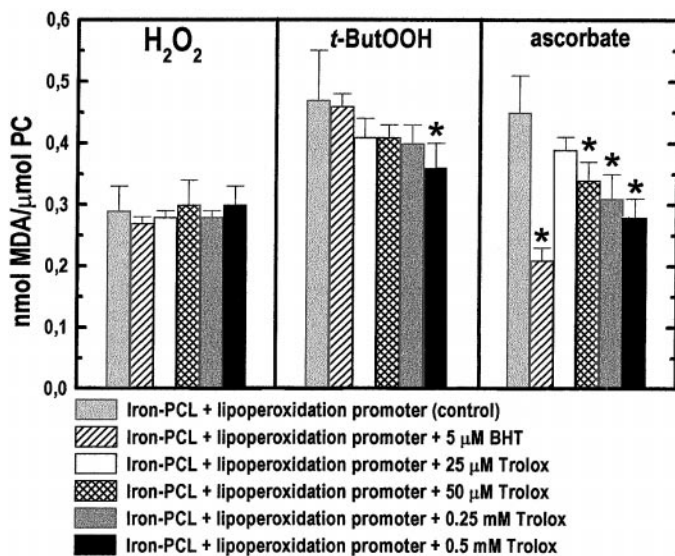 0,6
0,5
0,4
0,3
0,2
0,1
0,0
nmol MDA/μmol PC
H₂O₂
t-ButOOH
ascorbate
*
*
*
*
*
Iron-PCL + lipoperoxidation promoter (control)
Iron-PCL + lipoperoxidation promoter + 5 μM BHT
Iron-PCL + lipoperoxidation promoter + 25 μM Trolox
Iron-PCL + lipoperoxidation promoter + 50 μM Trolox
Iron-PCL + lipoperoxidation promoter + 0.25 mM Trolox
Iron-PCL + lipoperoxidation promoter + 0.5 mM Trolox